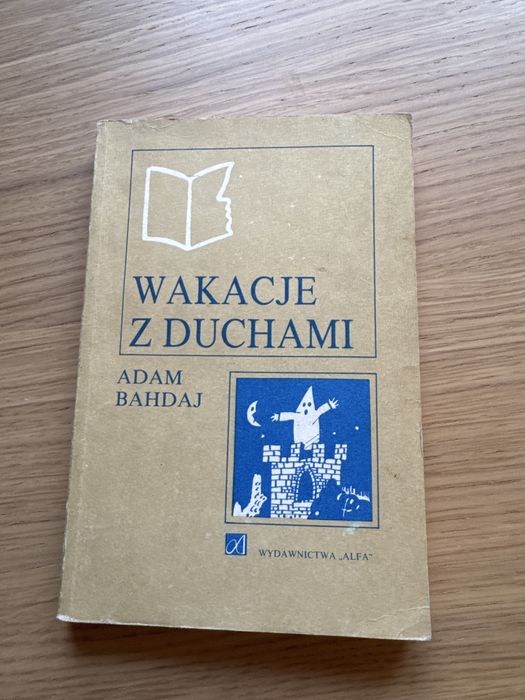 WAKACJE
Z DUCHAMI
ADAM
BAHDAJ
WYDAWNICTWA „ALFA"